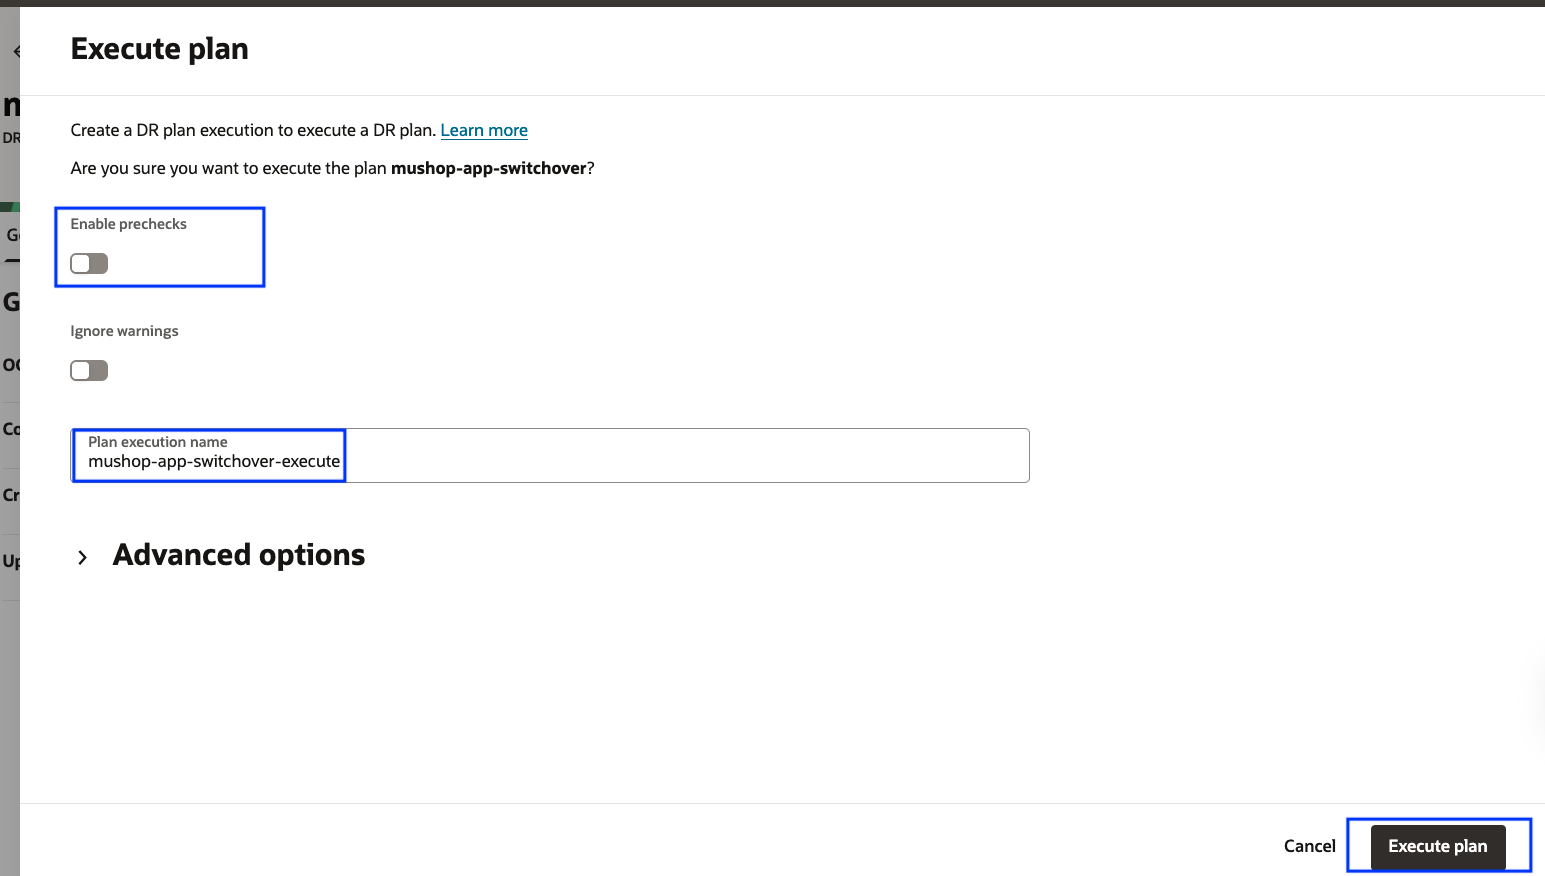 Execute plan
Create a DR plan execution to execute a DR plan. Learn more
Are you sure you want to execute the plan mushop-app-switchover?
Enable prechecks
Ignore warnings
Plan execution name
mushop-app-switchover-execute
Advanced options
Cancel
Execute plan